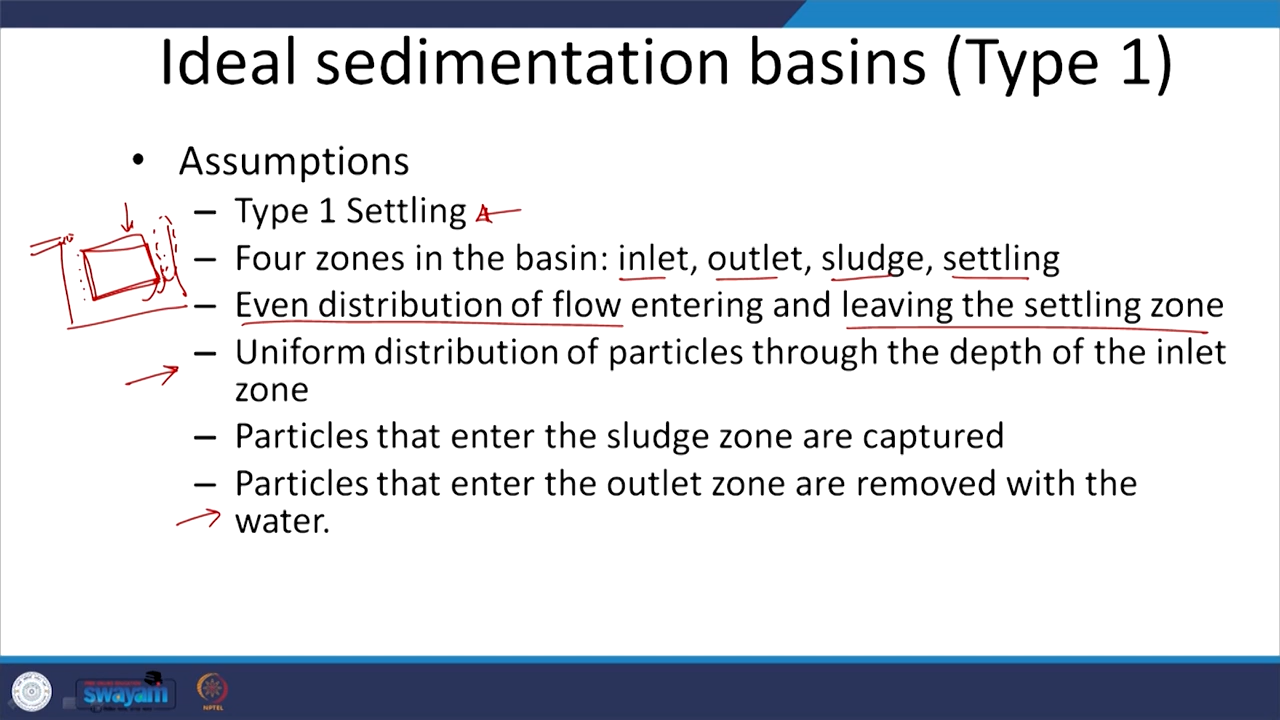 Ideal sedimentation basins (Type 1)
• Assumptions
– Type 1 Settling
– Four zones in the basin: inlet, outlet, sludge, settling
– Even distribution of flow entering and leaving the settling zone
– Uniform distribution of particles through the depth of the inlet
zone
– Particles that enter the sludge zone are captured
– Particles that enter the outlet zone are removed with the
water.
swayam
NPTEL